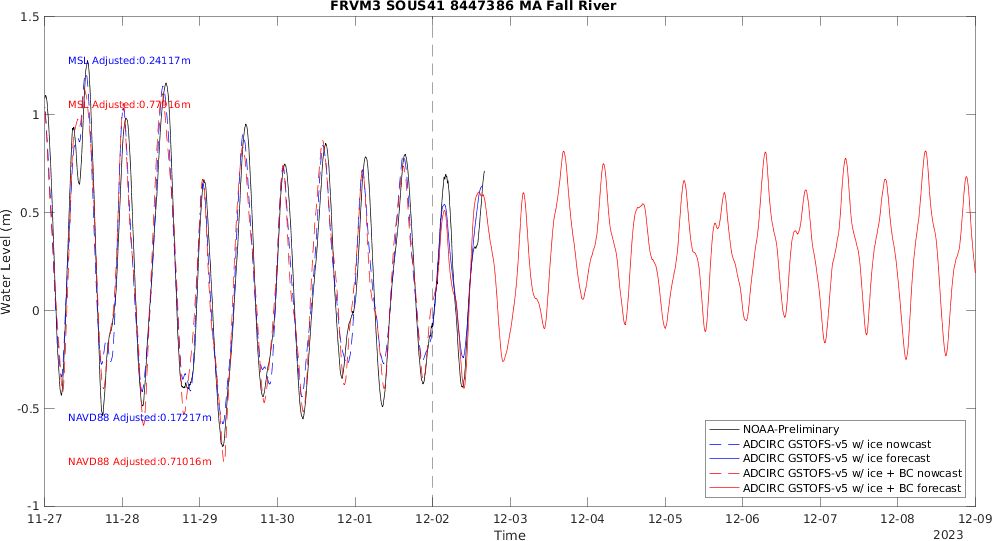 FRVM3 SOUS41 8447386 MA Fall River
Water Level (m)
1.5
1
0.5
0
-0.5
-1
MSL Adjusted:0.24117m
MSL Adjusted:0.77916m
NAVD88 Adjusted:0.17217m
NAVD88 Adjusted:0.71016m
NOAA-Preliminary
ADCIRC GSTOFS-v5 w/ ice nowcast
ADCIRC GSTOFS-v5 w/ ice forecast
ADCIRC GSTOFS-v5 w/ ice + BC nowcast
ADCIRC GSTOFS-v5 w/ ice + BC forecast
11-27 11-28 11-29 11-30 12-01 12-02 12-03 12-04 12-05 12-06 12-07 12-08 12-09
Time
2023